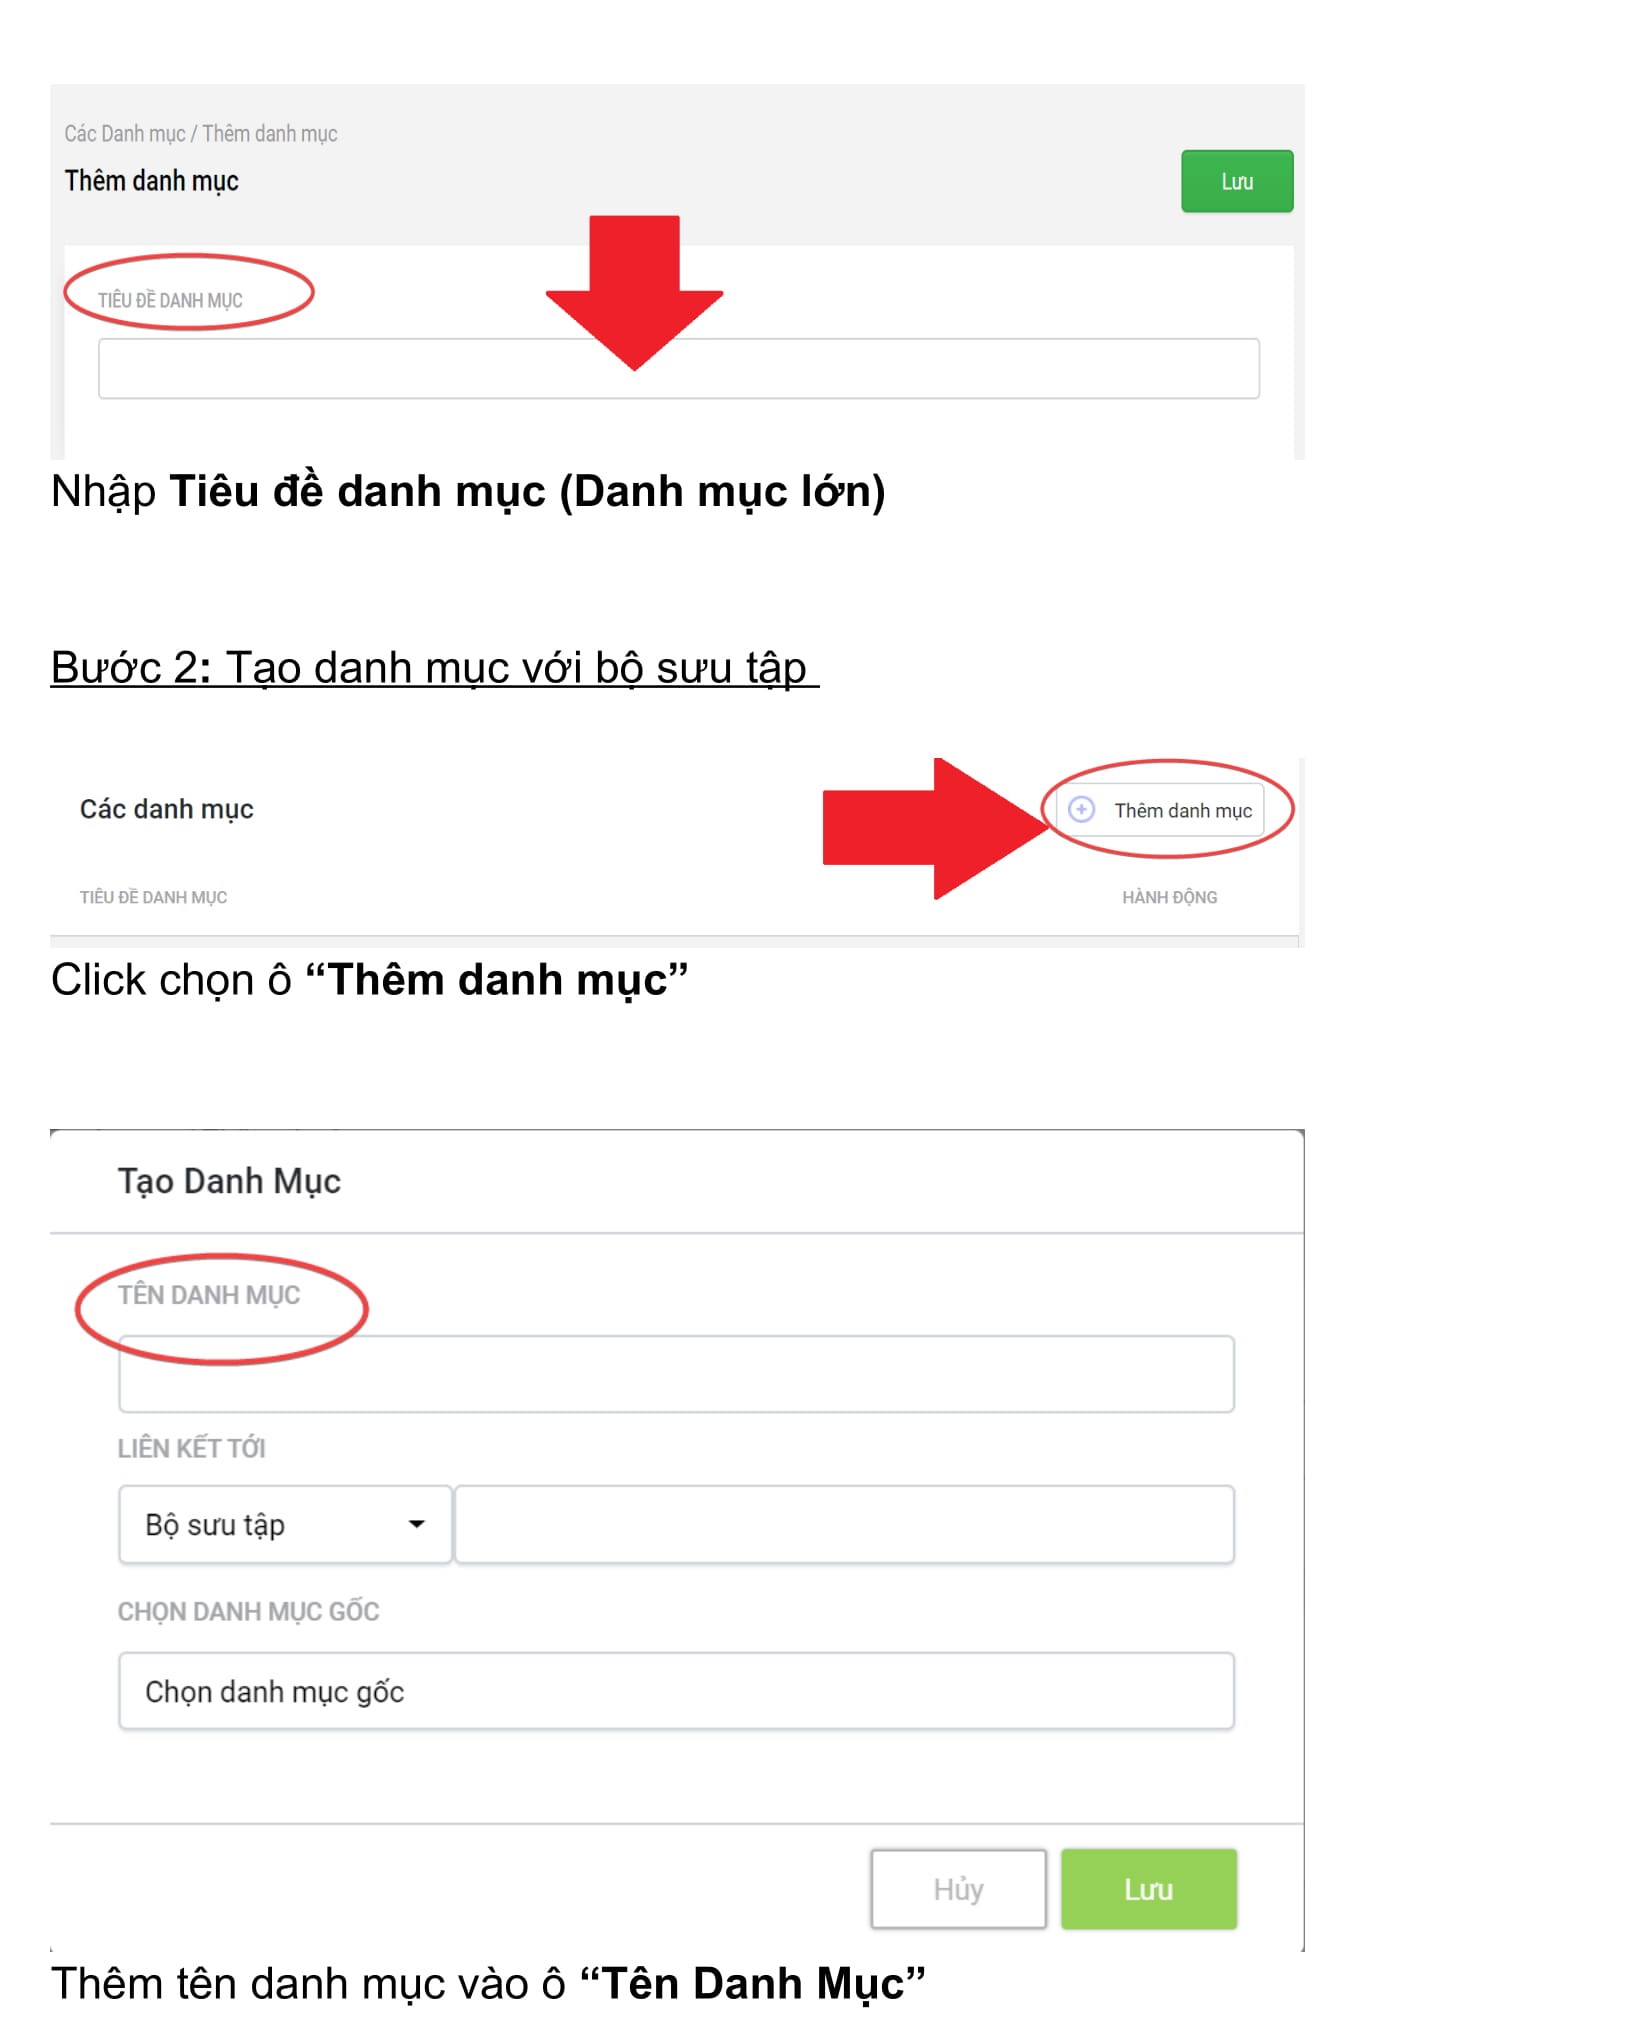 Các Danh mục / Thêm danh mục
Thêm danh mục
Lưu
TIÊU ĐỀ DANH MỤC
Nhập Tiêu đề danh mục (Danh mục lớn)
Bước 2: Tạo danh mục với bộ sưu tập
Các danh mục
Thêm danh mục
TIÊU ĐỀ DANH MỤC
HÀNH ĐỘNG
Click chọn ô “Thêm danh mục”
Tạo Danh Mục
TÊN DANH MỤC
LIÊN KẾT TỚI
Bộ sưu tập
CHỌN DANH MỤC GỐC
Chọn danh mục gốc
Hủy
Lưu
Thêm tên danh mục vào ô “Tên Danh Mục”